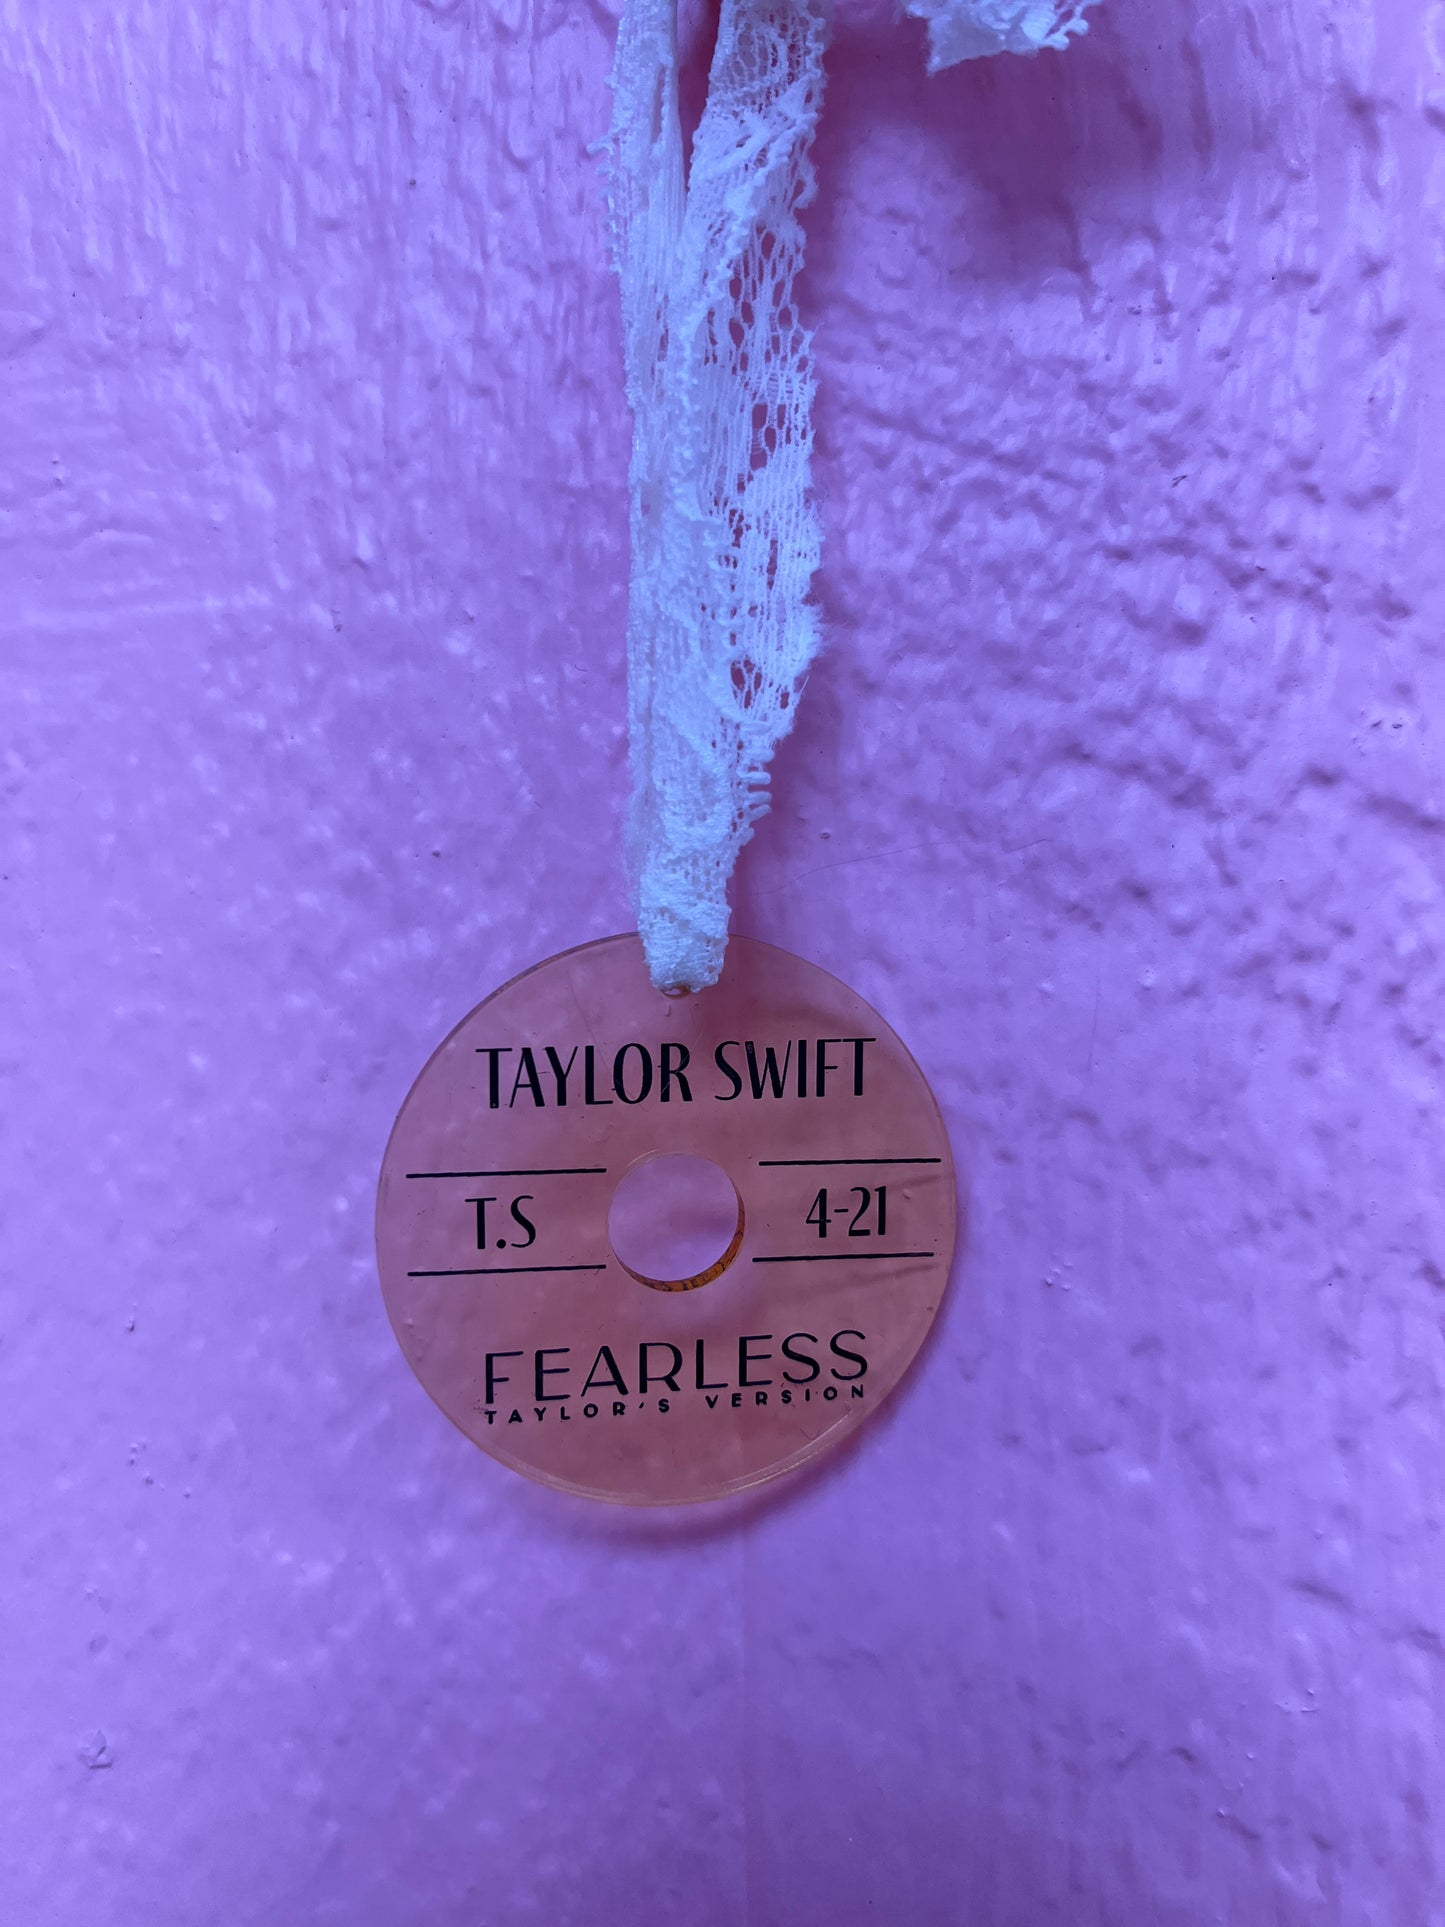 TAYLOR SWIFT
T.S 4-21
FEARLESS
TAYLOR'S VERSION